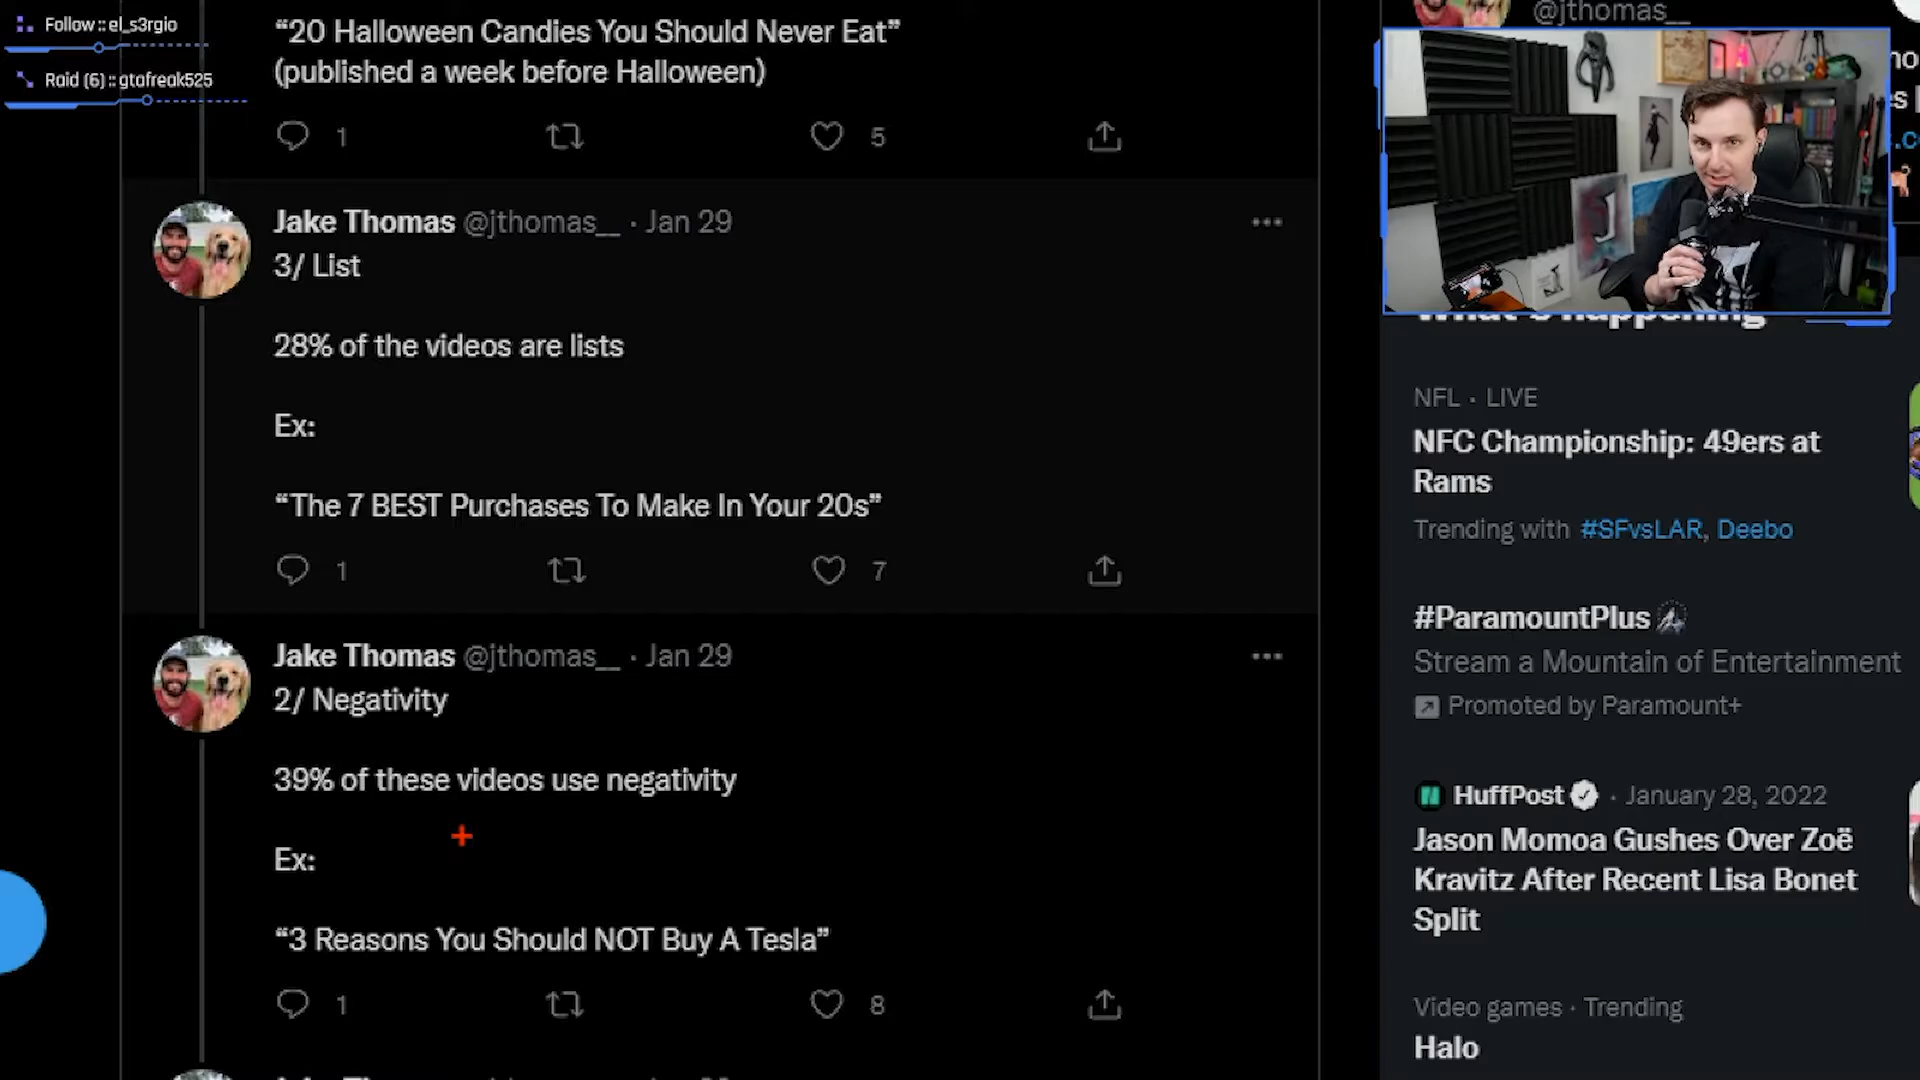 Follow :: el_s3rgio
Raid (6) :: gtafreak525
“20 Halloween Candies You Should Never Eat”
(published a week before Halloween)
1
5
Jake Thomas @jthomas__ · Jan 29
3/ List
28% of the videos are lists
Ex:
“The 7 BEST Purchases To Make In Your 20s”
1
7
Jake Thomas @jthomas__ · Jan 29
2/ Negativity
39% of these videos use negativity
Ex:
“3 Reasons You Should NOT Buy A Tesla”
1
8
@jthomas__
What's happening
NFL · LIVE
NFC Championship: 49ers at
Rams
Trending with #SFvsLAR, Deebo
#ParamountPlus
Stream a Mountain of Entertainment
Promoted by Paramount+
HuffPost · January 28, 2022
Jason Momoa Gushes Over Zoë
Kravitz After Recent Lisa Bonet
Split
Video games · Trending
Halo